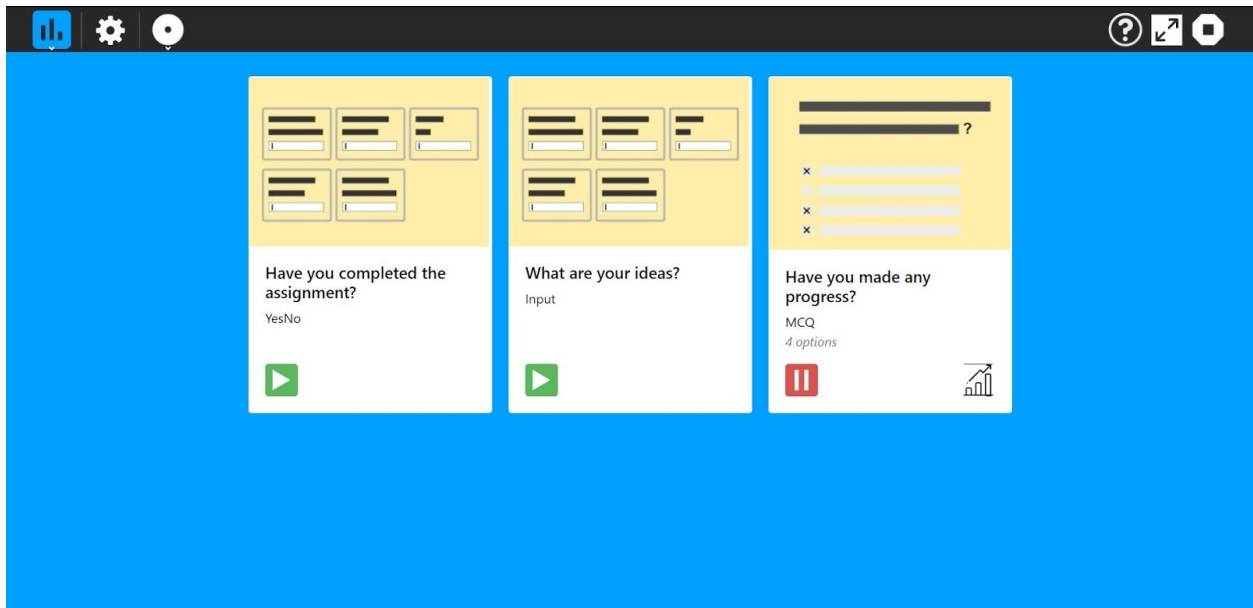 ?
Have you completed the
assignment?
YesNo
What are your ideas?
Input
?
Have you made any
progress?
MCQ
4 options